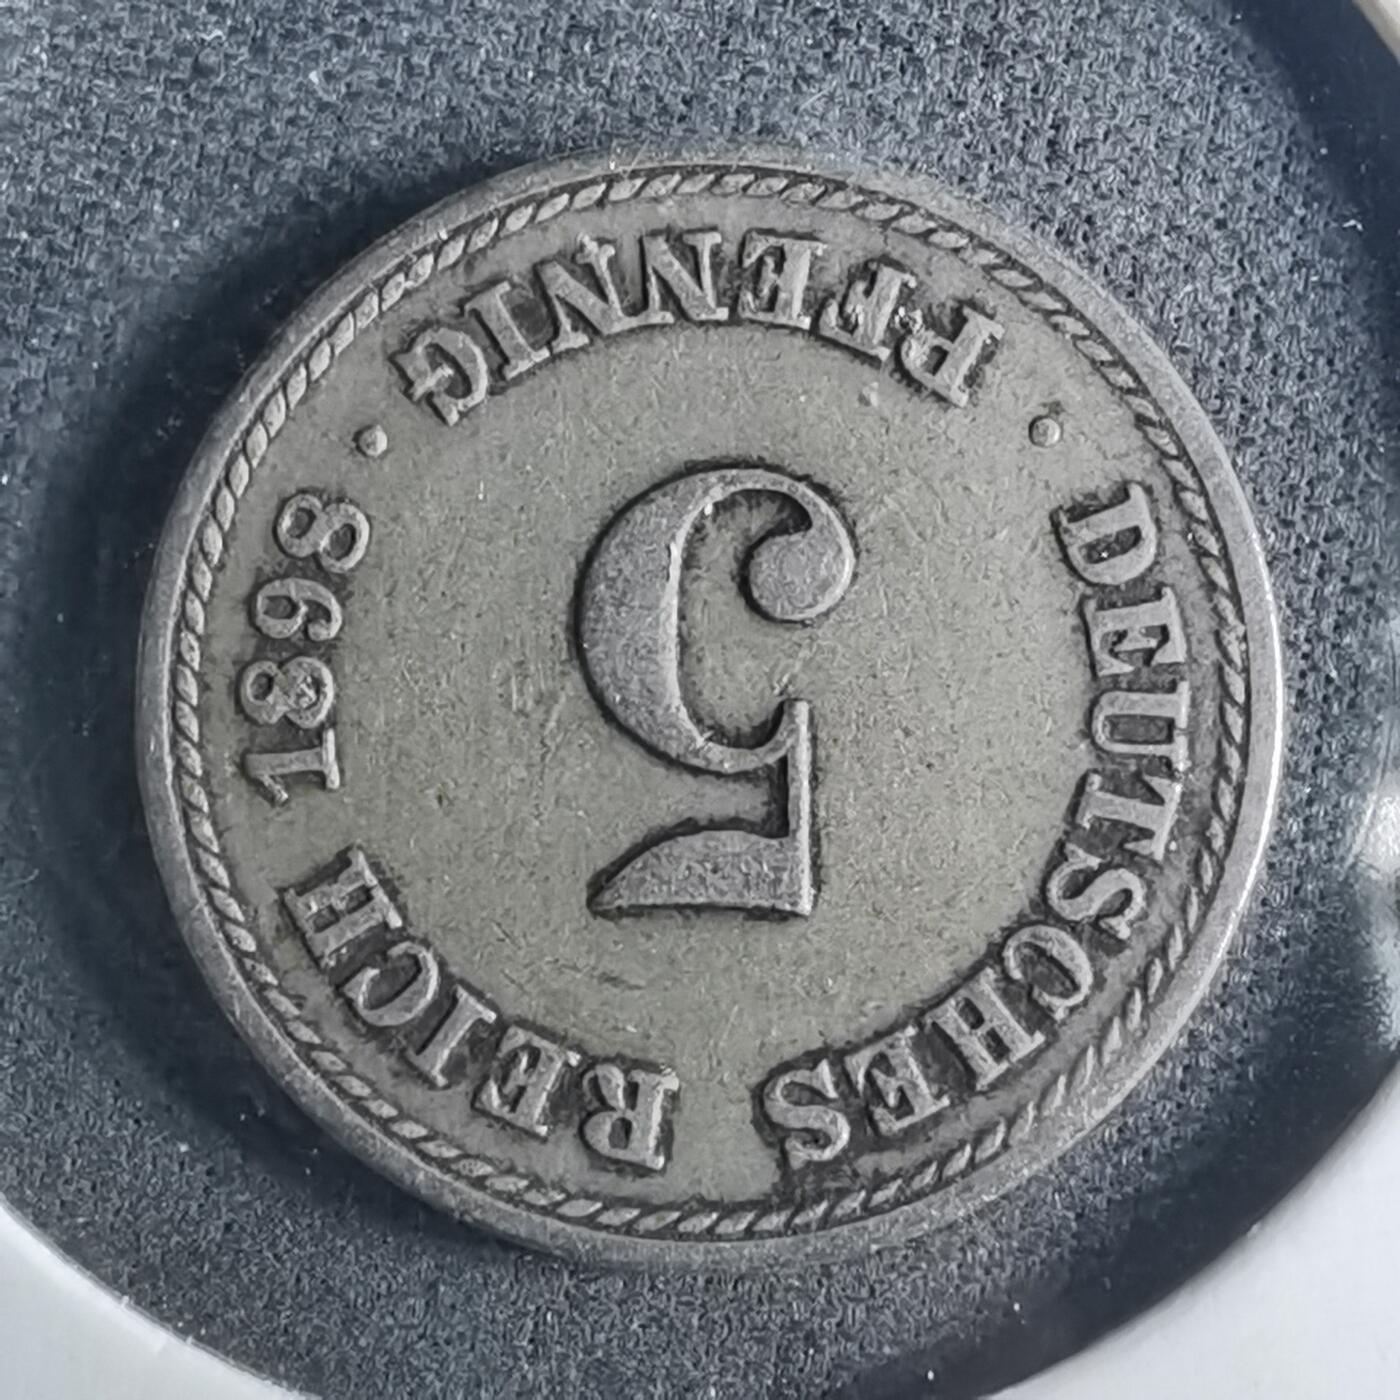 DEUTSCHES REICH 1898
5
PFENNIG